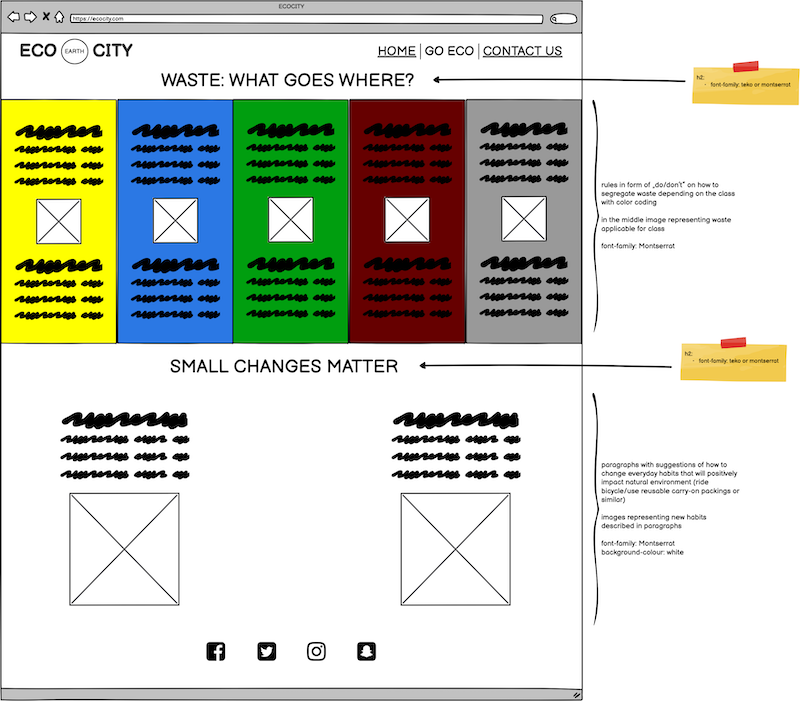 ECOCITY
https://ecocity.com
ECO EARTH CITY
HOME GO ECO CONTACT US
WASTE: WHAT GOES WHERE?
h2:
- font-family: teko or montserrat
rules in form of „do/don't” on how to
segregate waste depending on the class
with color coding
in the middle image representing waste
applicable for class
font-family: Montserrat
SMALL CHANGES MATTER
h2:
- font-family: teko or montserrat
paragraphs with suggestions of how to
change everyday habits that will positively
impact natural environment (ride
bicycle/use reusable carry-on packings or
similar)
images representing new habits
described in paragraphs
font-family: Montserrat
background-colour: white